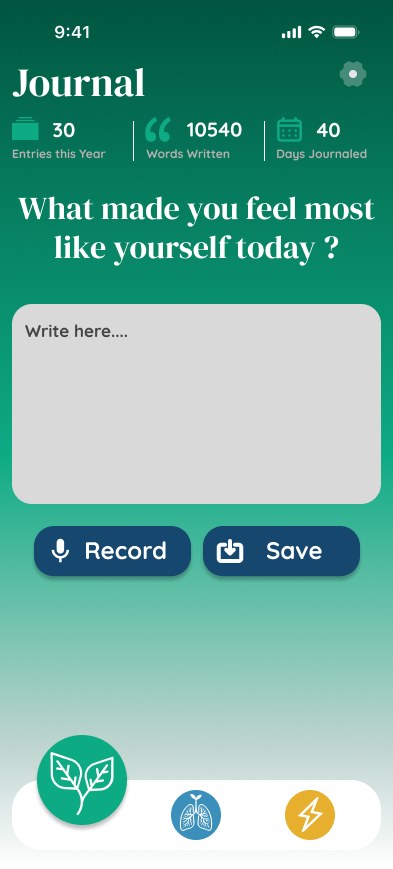 9:41
Journal
30
Entries this Year
10540
Words Written
40
Days Journaled
What made you feel most
like yourself today ?
Write here....
Record
Save